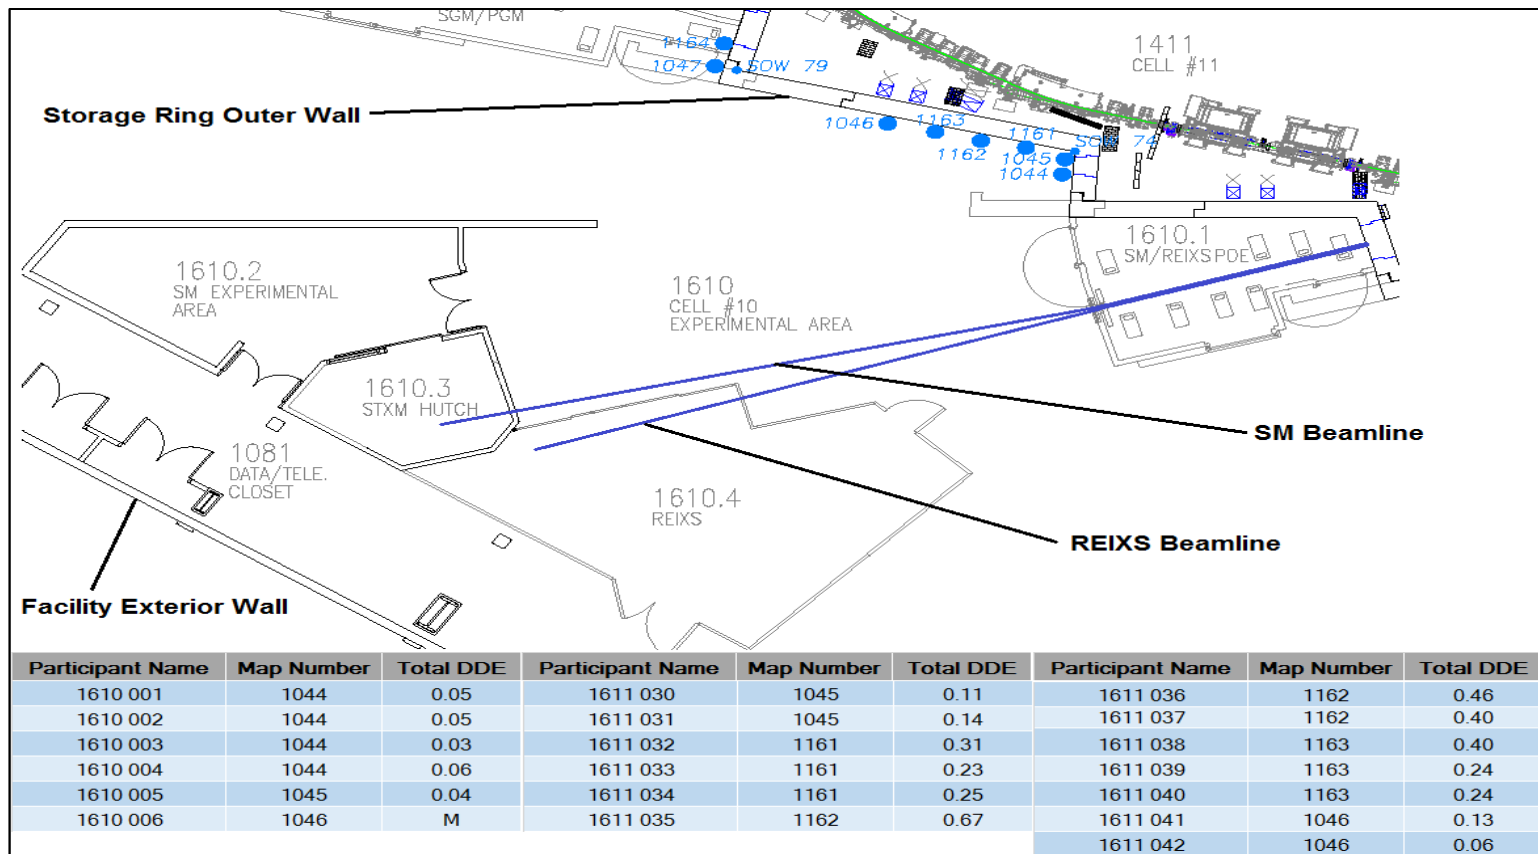 SGM/PGM
1164
1047
SOW 79
1411
CELL #11
Storage Ring Outer Wall
1046
1163
1162
1161
SOW 74
1045
1044
1610.1
SM/REIXS POE
1610.2
SM EXPERIMENTAL
AREA
1610
CELL #10
EXPERIMENTAL AREA
1610.3
STXM HUTCH
SM Beamline
1081
DATA/TELE.
CLOSET
1610.4
REIXS
REIXS Beamline
Facility Exterior Wall
Participant Name Map Number Total DDE Participant Name Map Number Total DDE Participant Name Map Number Total DDE
1610 001 1044 0.05 1611 030 1045 0.11 1611 036 1162 0.46
1610 002 1044 0.05 1611 031 1045 0.14 1611 037 1162 0.40
1610 003 1044 0.03 1611 032 1161 0.31 1611 038 1163 0.40
1610 004 1044 0.06 1611 033 1161 0.23 1611 039 1163 0.24
1610 005 1045 0.04 1611 034 1161 0.25 1611 040 1163 0.24
1610 006 1046 M 1611 035 1162 0.67 1611 041 1046 0.13
1611 042 1046 0.06